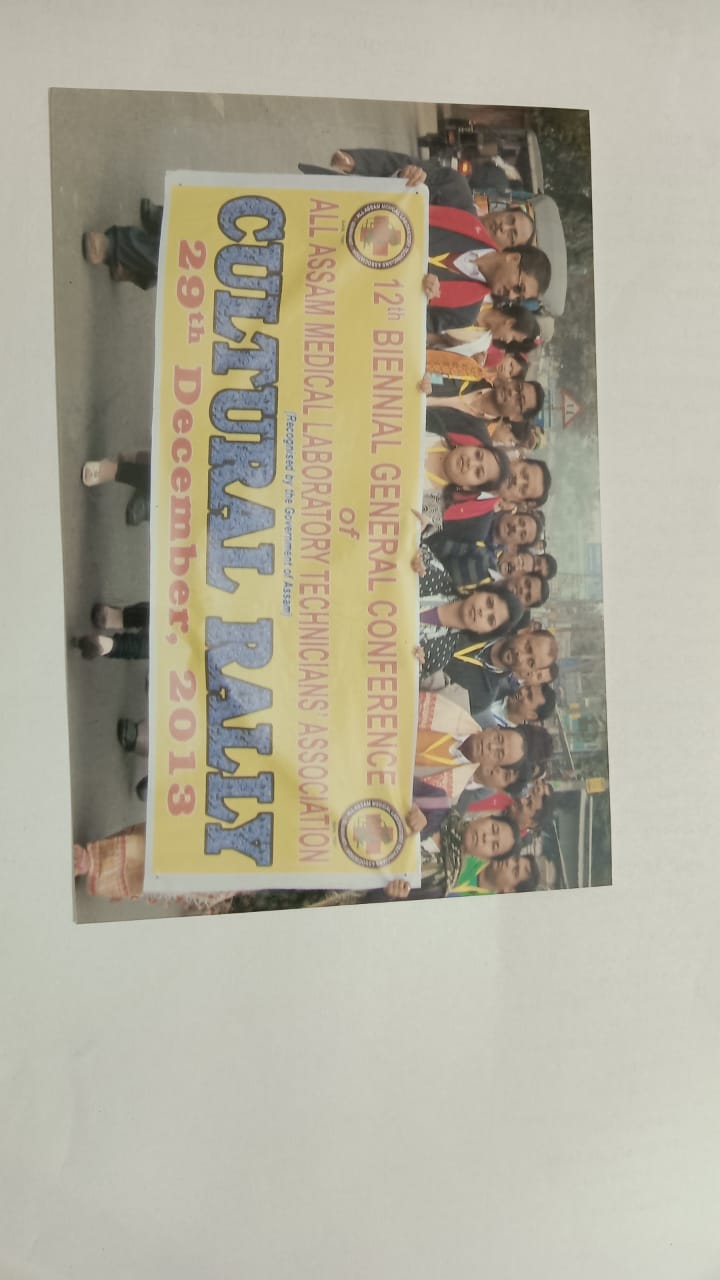 12th BIENNIAL GENERAL CONFERENCE
of
ALL ASSAM MEDICAL LABORATORY TECHNICIANS' ASSOCIATION
(Recognised by the Government of Assam)
CULTURAL RALLY
29th December, 2013